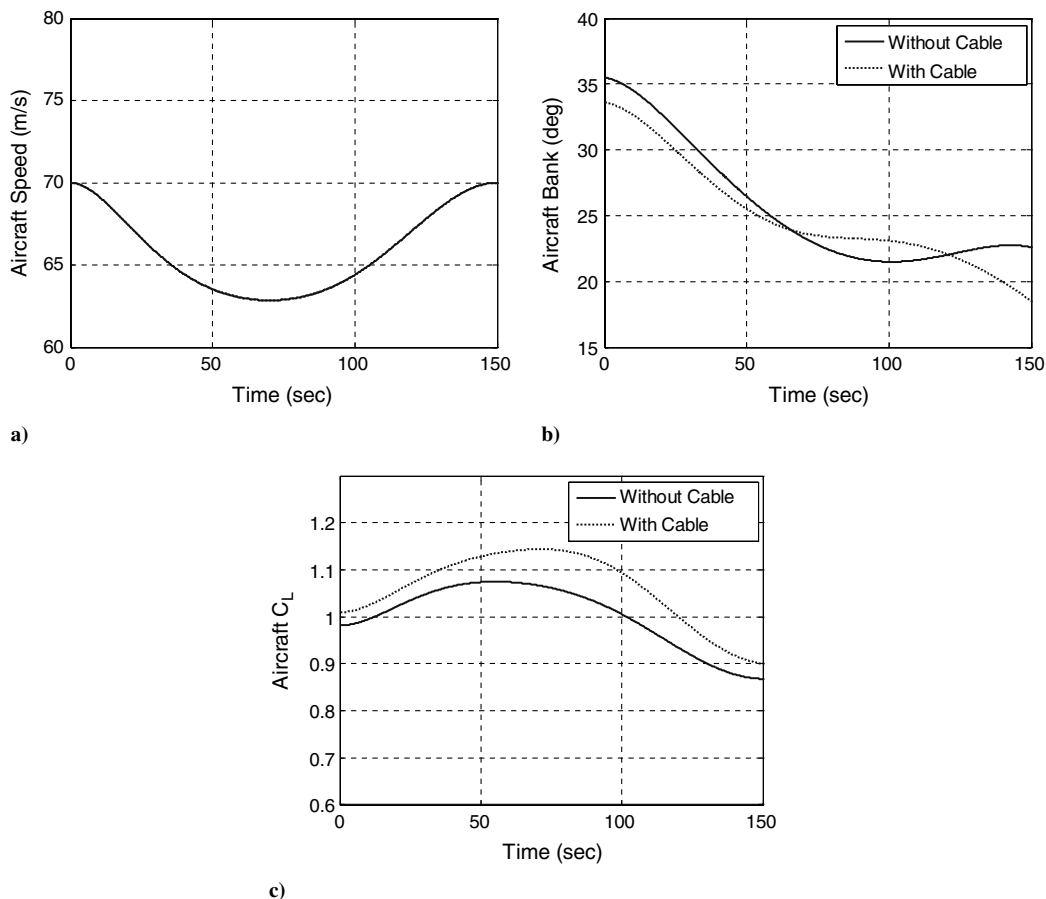 80
75
70
65
60
Aircraft Speed (m/s)
0
50
100
150
Time (sec)
a)
40
35
30
25
20
15
Aircraft Bank (deg)
Without Cable
With Cable
0
50
100
150
Time (sec)
b)
1.2
1.1
1
0.9
0.8
0.7
0.6
Aircraft CL
Without Cable
With Cable
0
50
100
150
Time (sec)
c)